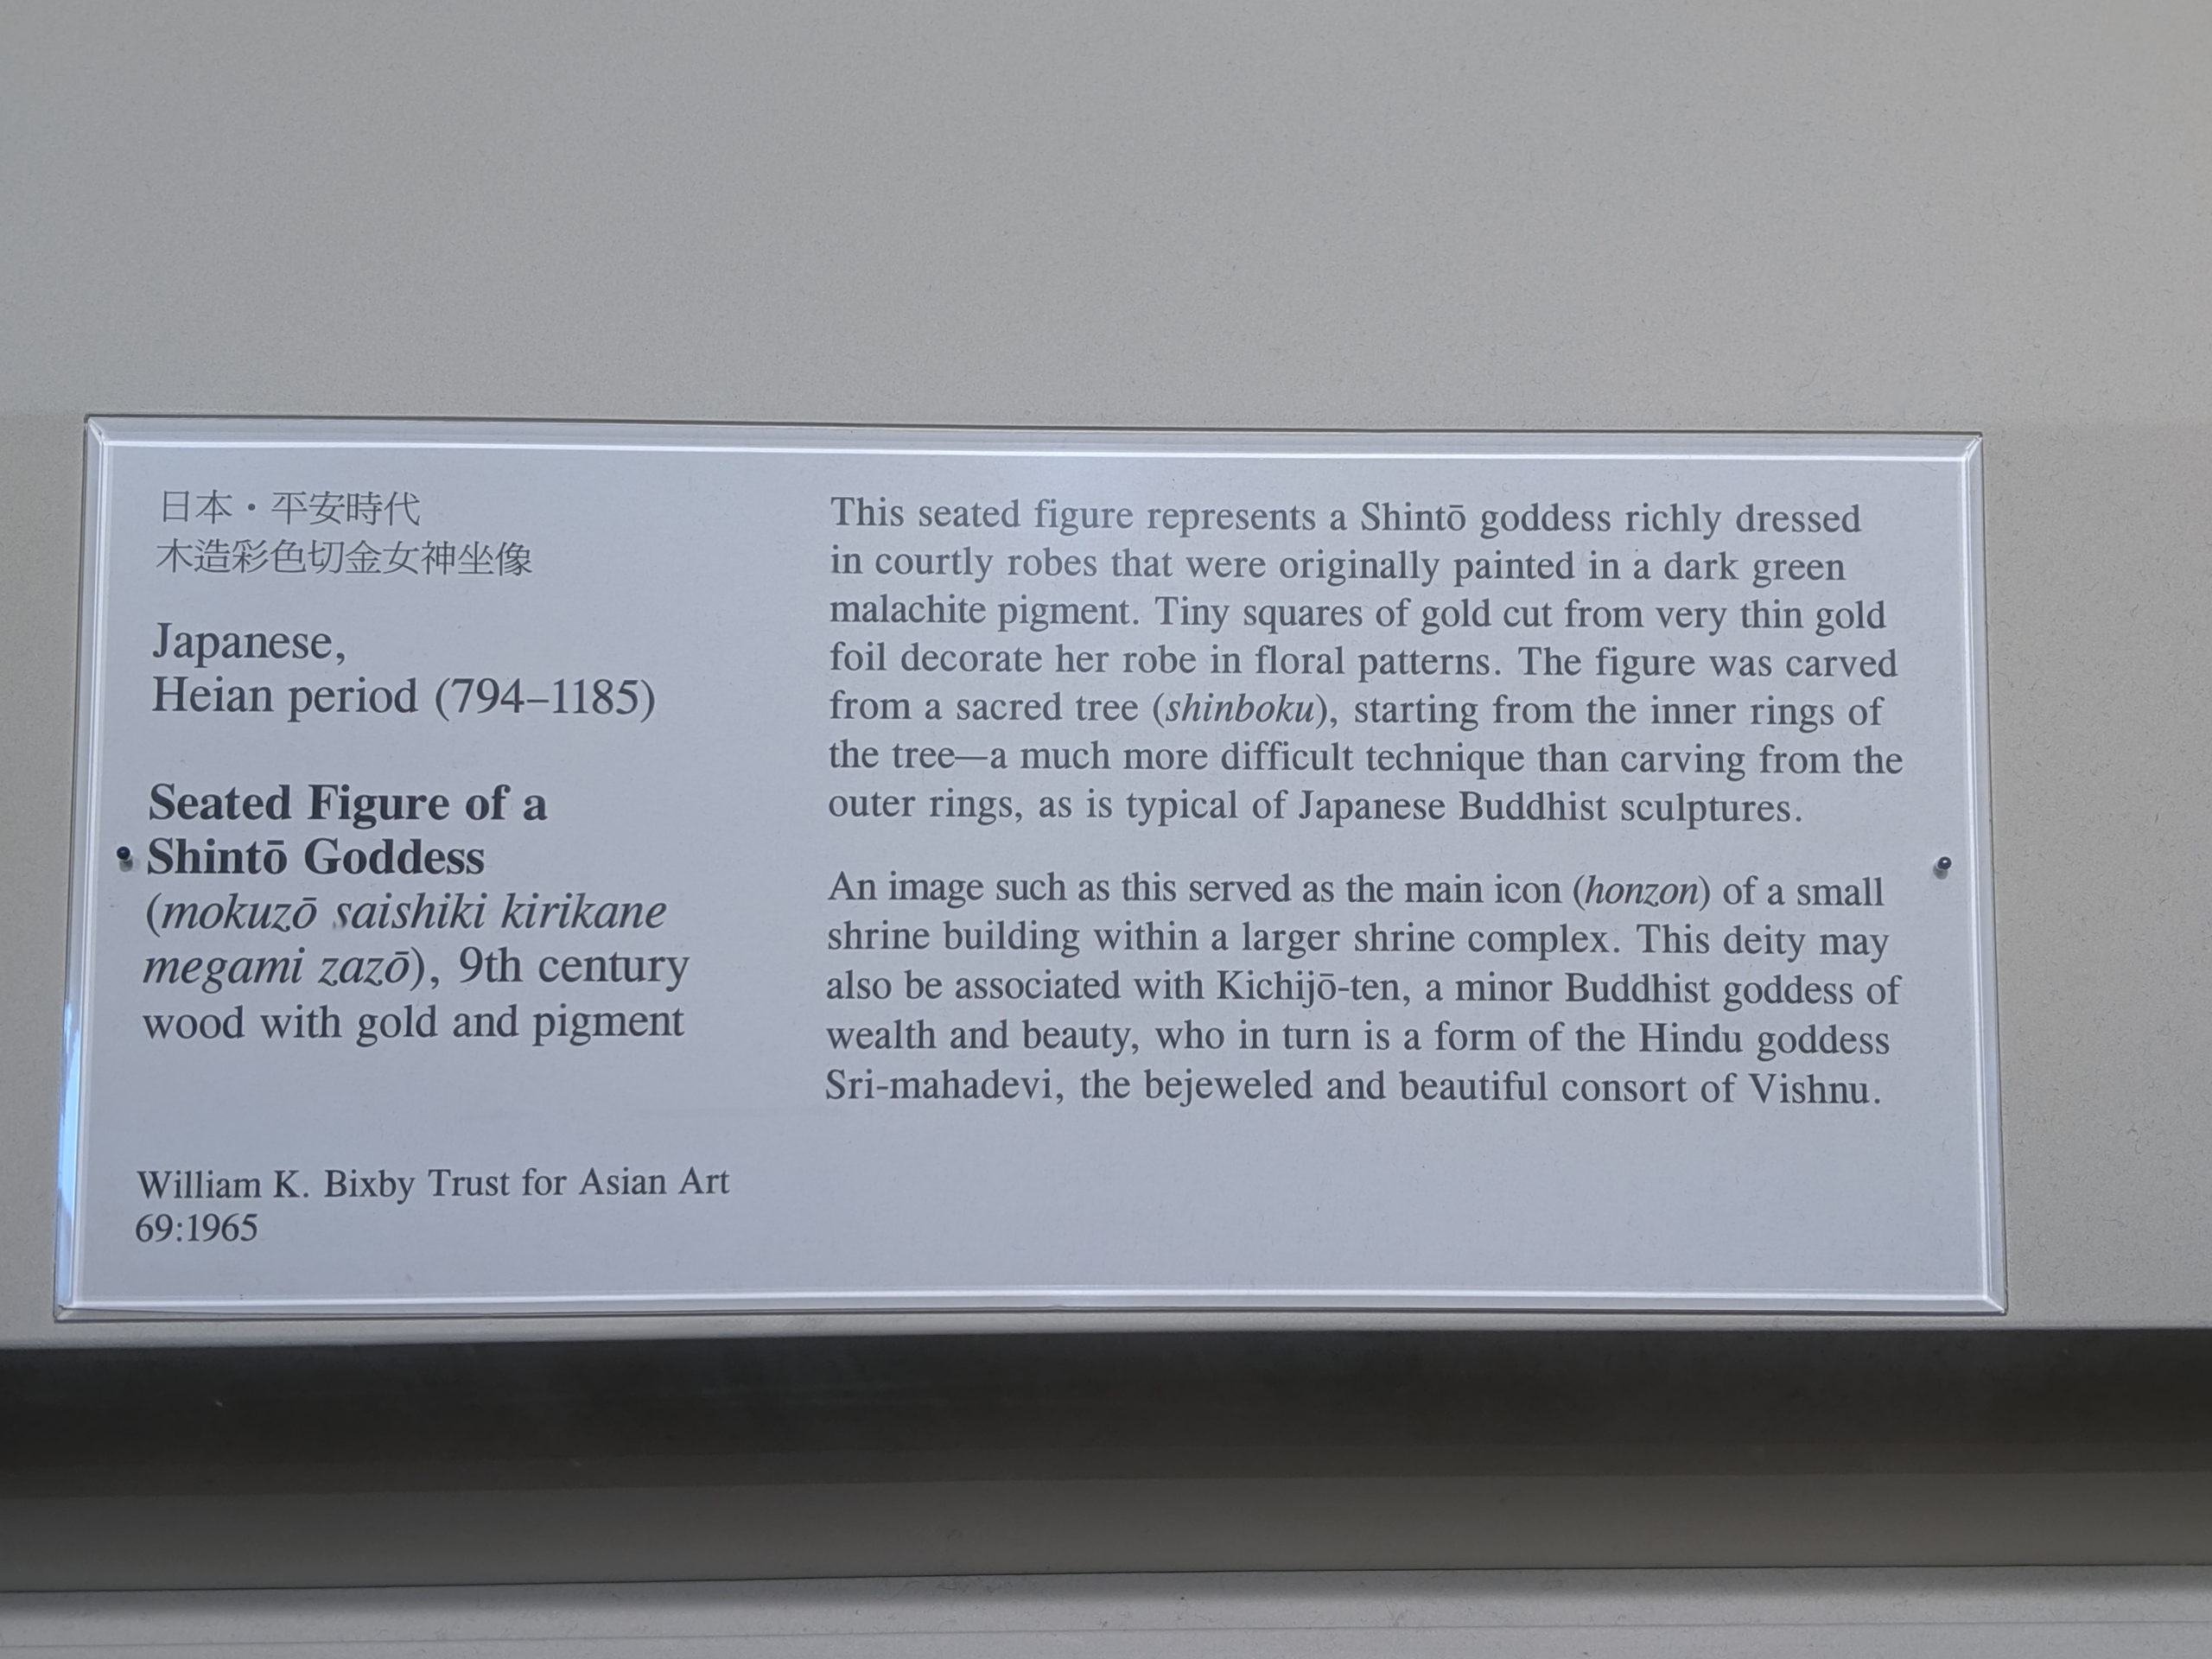 日本・平安時代
木造彩色切金女神坐像
Japanese,
Heian period (794–1185)
Seated Figure of a
Shintō Goddess
(mokuzō saishiki kirikane
megami zazō), 9th century
wood with gold and pigment
William K. Bixby Trust for Asian Art
69:1965
This seated figure represents a Shintō goddess richly dressed
in courtly robes that were originally painted in a dark green
malachite pigment. Tiny squares of gold cut from very thin gold
foil decorate her robe in floral patterns. The figure was carved
from a sacred tree (shinboku), starting from the inner rings of
the tree—a much more difficult technique than carving from the
outer rings, as is typical of Japanese Buddhist sculptures.
An image such as this served as the main icon (honzon) of a small
shrine building within a larger shrine complex. This deity may
also be associated with Kichijō-ten, a minor Buddhist goddess of
wealth and beauty, who in turn is a form of the Hindu goddess
Sri-mahadevi, the bejeweled and beautiful consort of Vishnu.